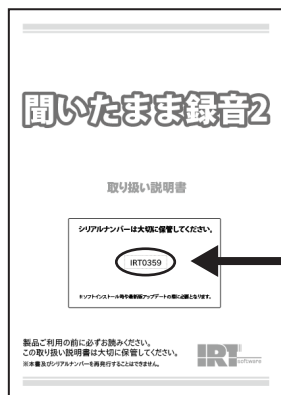 聞いたまま録音2
取り扱い説明書
シリアルナンバーは大切に保管してください。
IRT0359
※ソフトインストール時や最新版アップデートの際に必要となります。
製品ご利用の前に必ずお読みください。
この取り扱い説明書は大切に保管してください。
※本書及びシリアルナンバーを再発行することはできません。
IRT
software